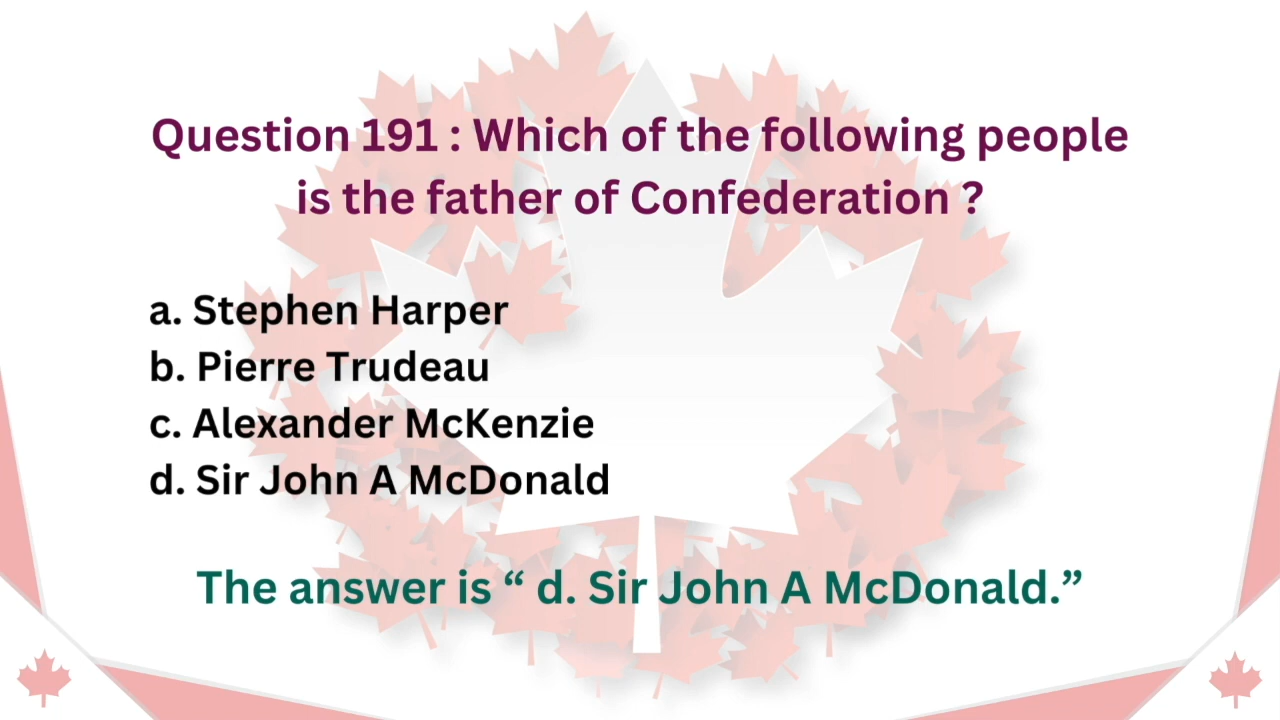 Question 191 : Which of the following people
is the father of Confederation ?
a. Stephen Harper
b. Pierre Trudeau
c. Alexander McKenzie
d. Sir John A McDonald
The answer is “ d. Sir John A McDonald.”